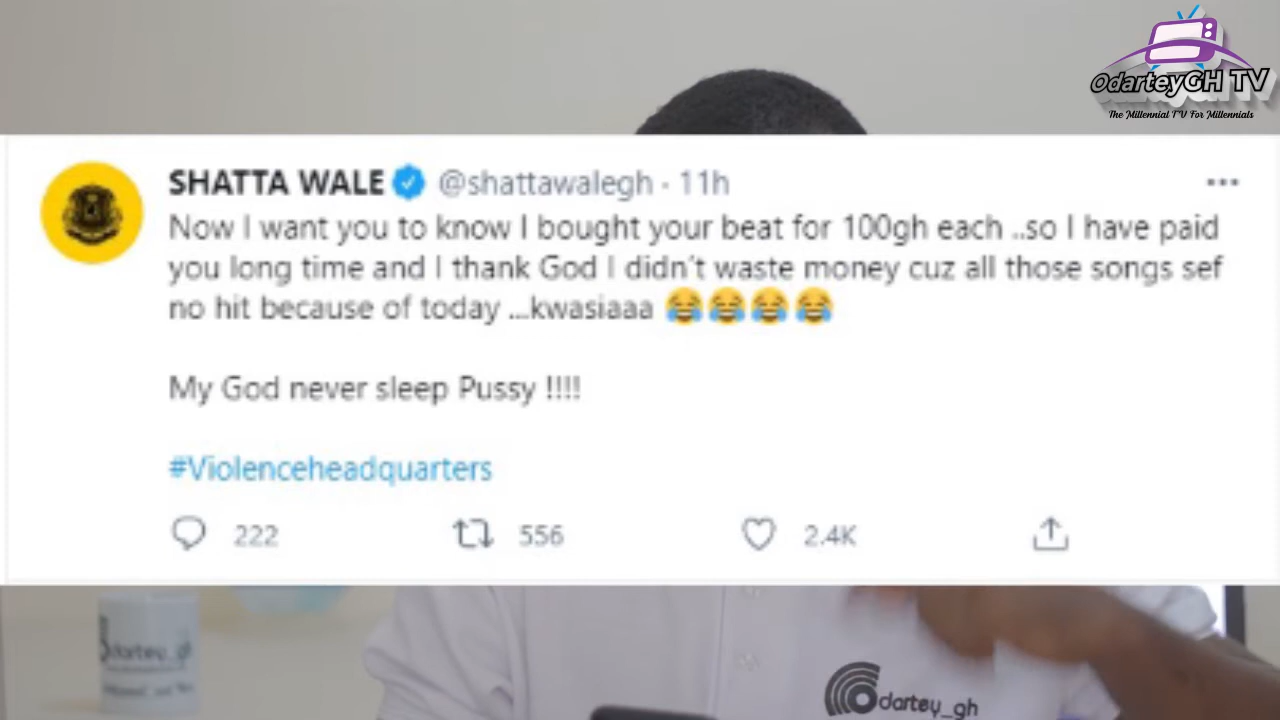 OdarteyGH TV
The Millennial TV For Millennials
SHATTA WALE @shattawalegh · 11h
Now I want you to know I bought your beat for 100gh each ..so I have paid
you long time and I thank God I didn't waste money cuz all those songs sef
no hit because of today ...kwasiaaa 😂😂😂😂
My God never sleep Pussy !!!!
#Violenceheadquarters
222 556 2.4K
dartey_gh